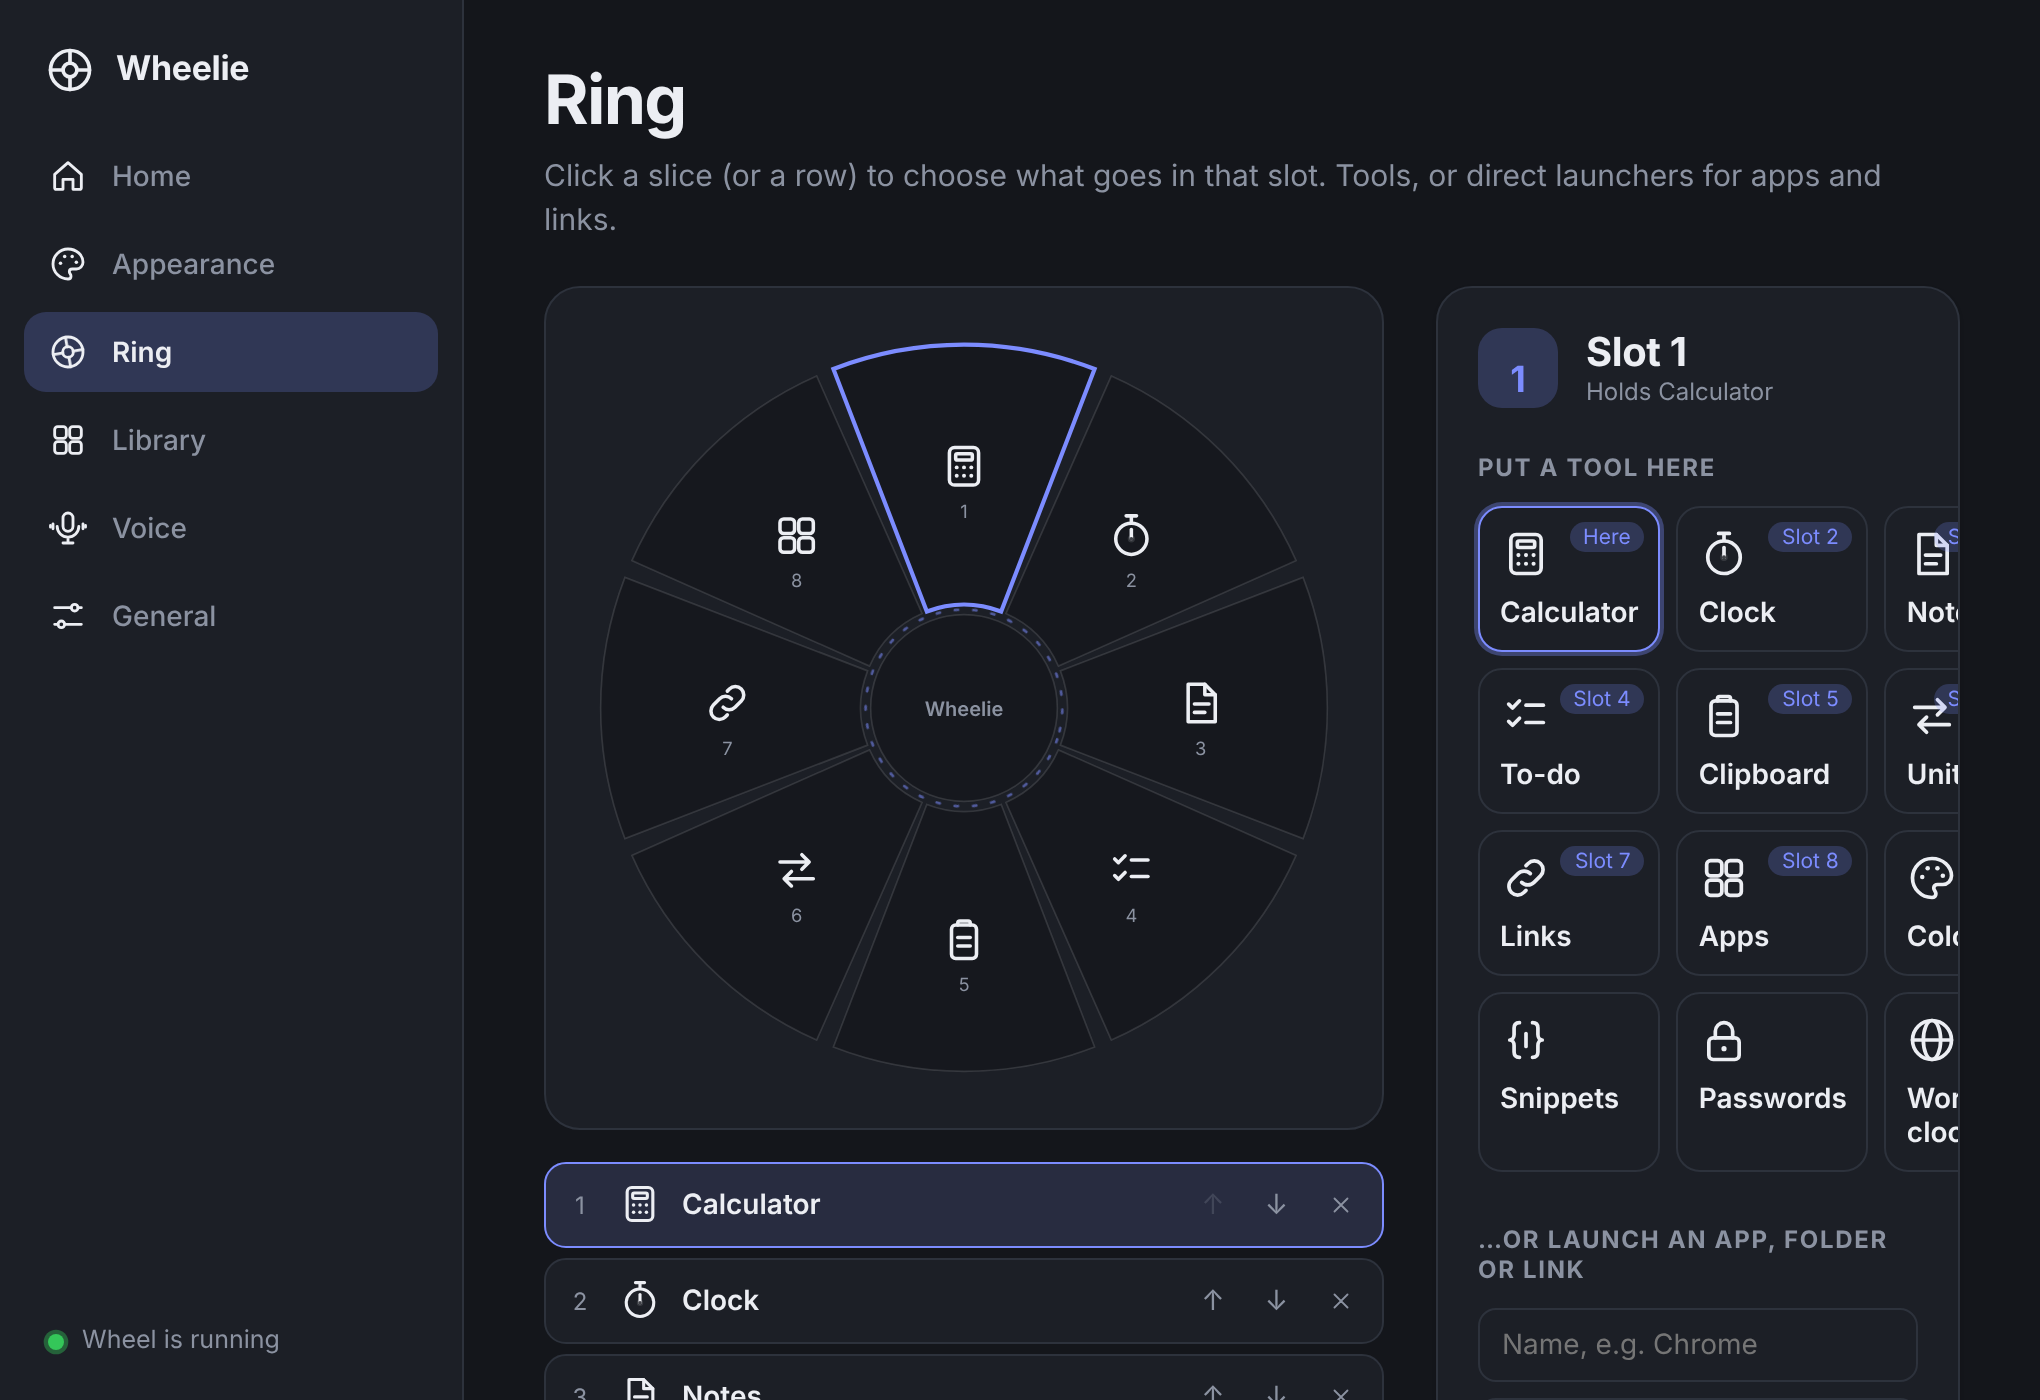 Wheelie
Home
Appearance
Ring
Library
Voice
General
Wheel is running
Ring
Click a slice (or a row) to choose what goes in that slot. Tools, or direct launchers for apps and
links.
1
2
3
4
5
6
7
8
Wheelie
1 Calculator
2 Clock
3 Notes
1
Slot 1
Holds Calculator
PUT A TOOL HERE
Here
Calculator
Slot 2
Clock
Slot 4
To-do
Slot 5
Clipboard
Unit
Slot 7
Links
Slot 8
Apps
Snippets
Passwords
...OR LAUNCH AN APP, FOLDER
OR LINK
Name, e.g. Chrome